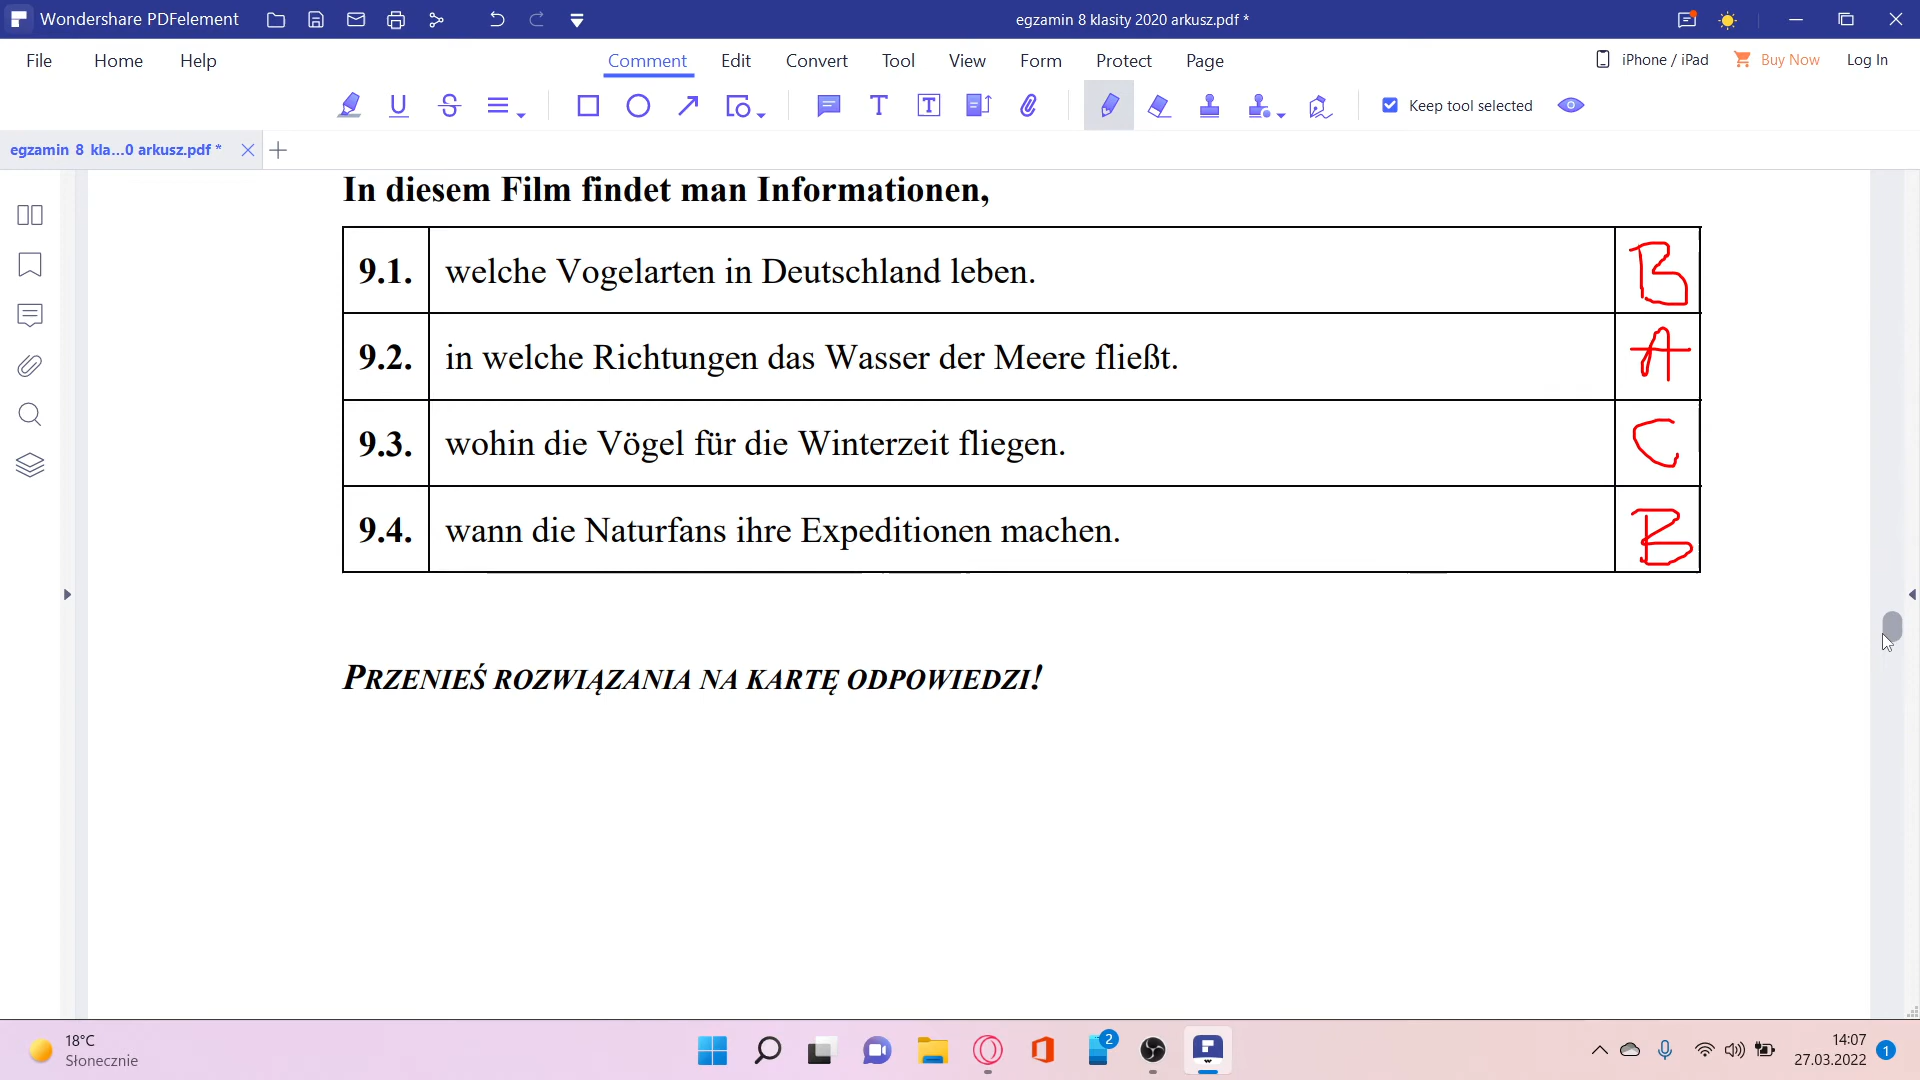 Wondershare PDFelement
egzamin 8 klasity 2020 arkusz.pdf *
File Home Help Comment Edit Convert Tool View Form Protect Page iPhone / iPad Buy Now Log In
Keep tool selected
egzamin 8 kla...0 arkusz.pdf *
In diesem Film findet man Informationen,
9.1. welche Vogelarten in Deutschland leben. B
9.2. in welche Richtungen das Wasser der Meere fließt. A
9.3. wohin die Vögel für die Winterzeit fliegen. C
9.4. wann die Naturfans ihre Expeditionen machen. B
PRZENIEŚ ROZWIĄZANIA NA KARTĘ ODPOWIEDZI!
18°C
Słonecznie
2
14:07
27.03.2022
1